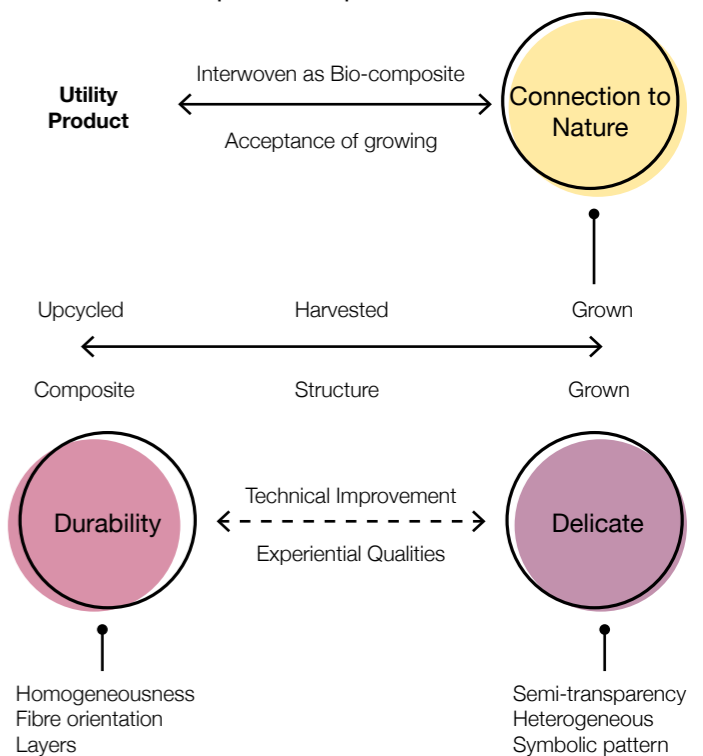 Interwoven as Bio-composite
Utility
Product
Connection to
Nature
Acceptance of growing
Upcycled
Harvested
Grown
Composite
Structure
Grown
Durability
Technical Improvement
Experiential Qualities
Delicate
Homogeneousness
Fibre orientation
Layers
Semi-transparency
Heterogeneous
Symbolic pattern